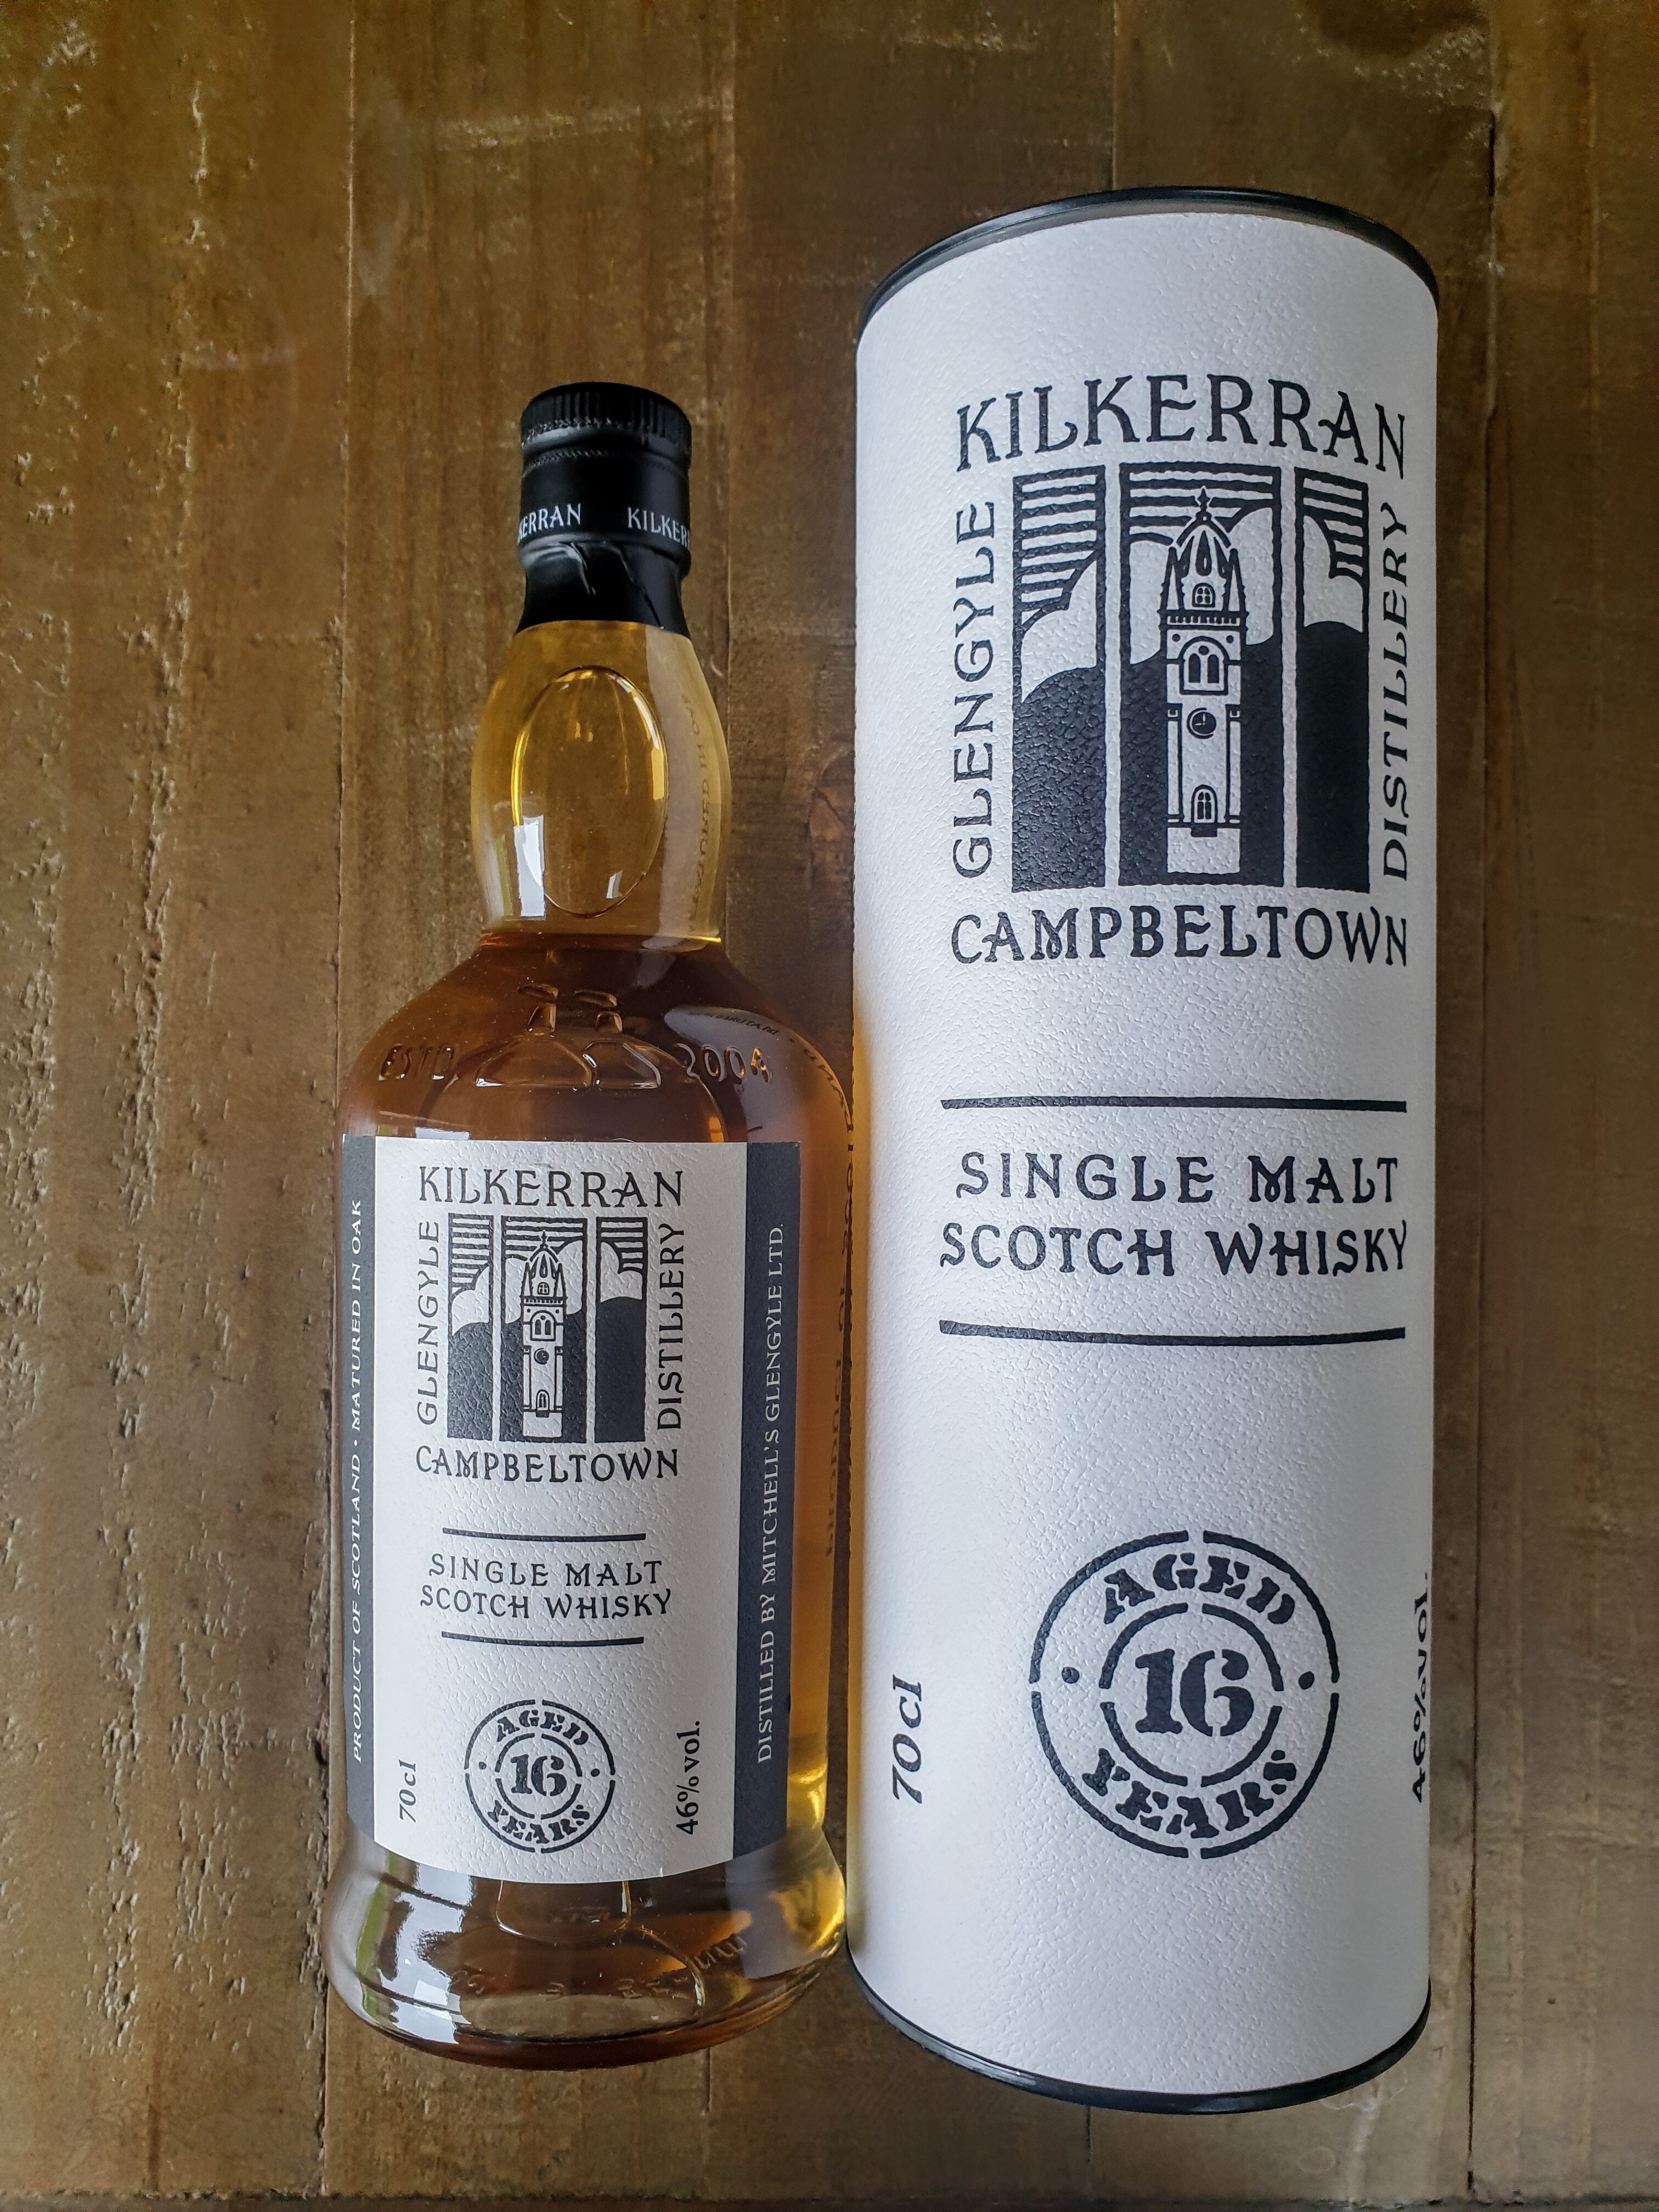 KERRAN KILKER
ESTD. 2004
KILKERRAN
GLENGYLE
DISTILLERY
CAMPBELTOWN
SINGLE MALT
SCOTCH WHISKY
AGED
16
YEARS
70cl
46%vol.
PRODUCT OF SCOTLAND • MATURED IN OAK
DISTILLED BY MITCHELL'S GLENGYLE LTD.
KILKERRAN
GLENGYLE
DISTILLERY
CAMPBELTOWN
SINGLE MALT
SCOTCH WHISKY
AGED
16
YEARS
70cl
46%vol.